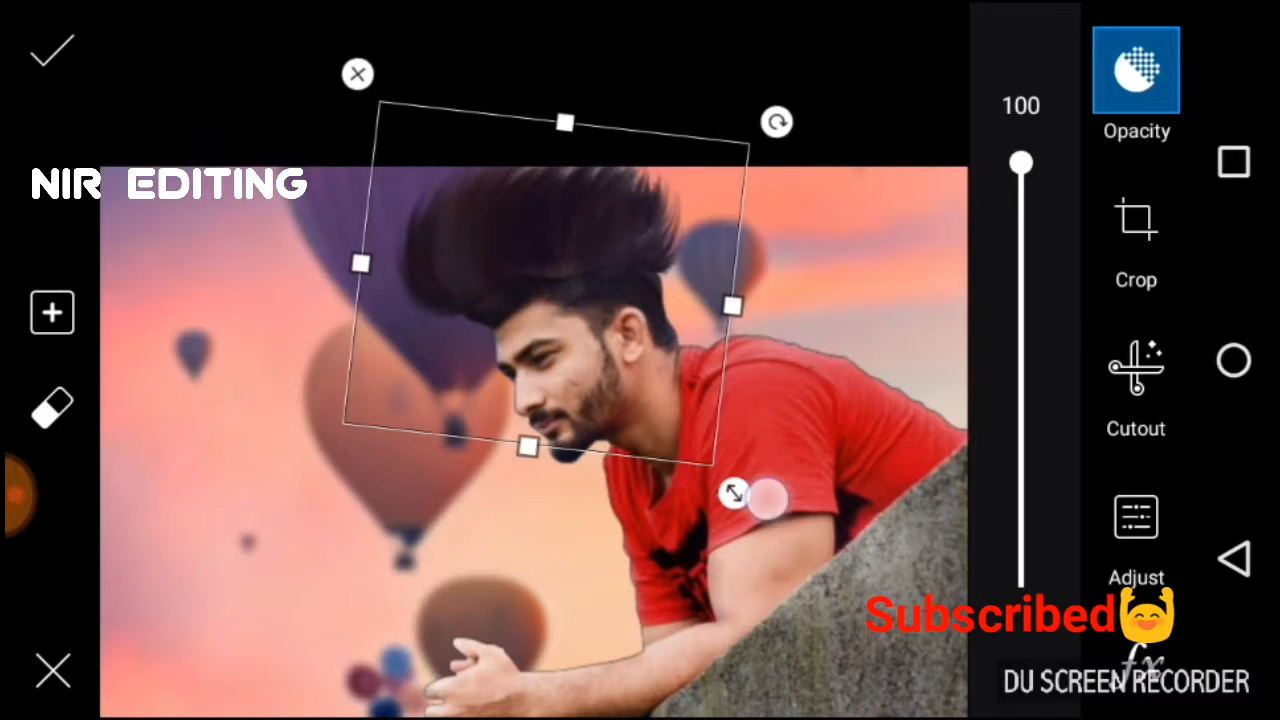 100
Opacity
NIR EDITING
Crop
Cutout
Adjust
Subscribed
fx
DU SCREEN RECORDER